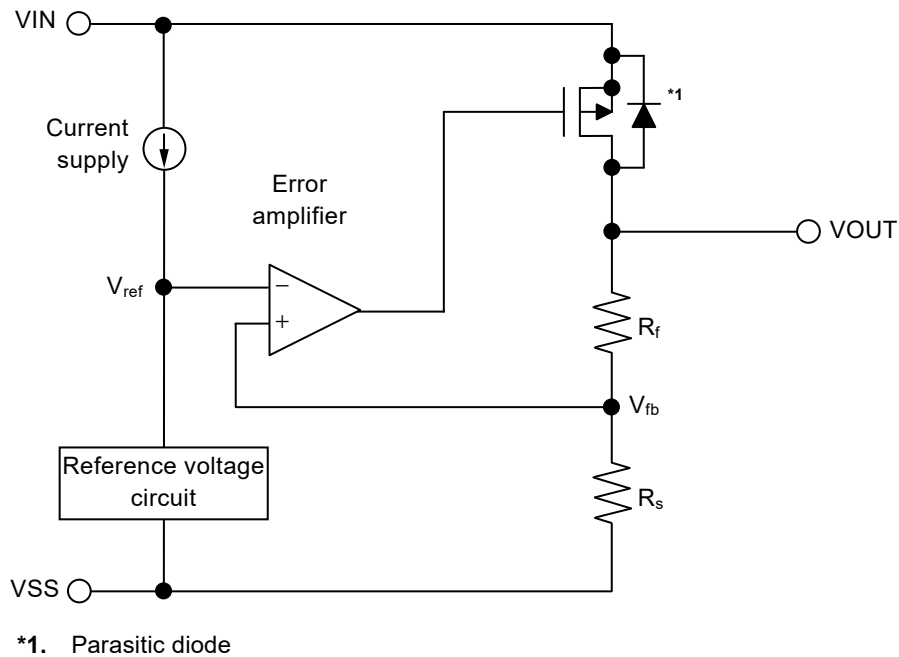 VIN
*1
Current
supply
Error
amplifier
VOUT
Vref
−
+
Rf
Vfb
Reference voltage
circuit
Rs
VSS
*1. Parasitic diode